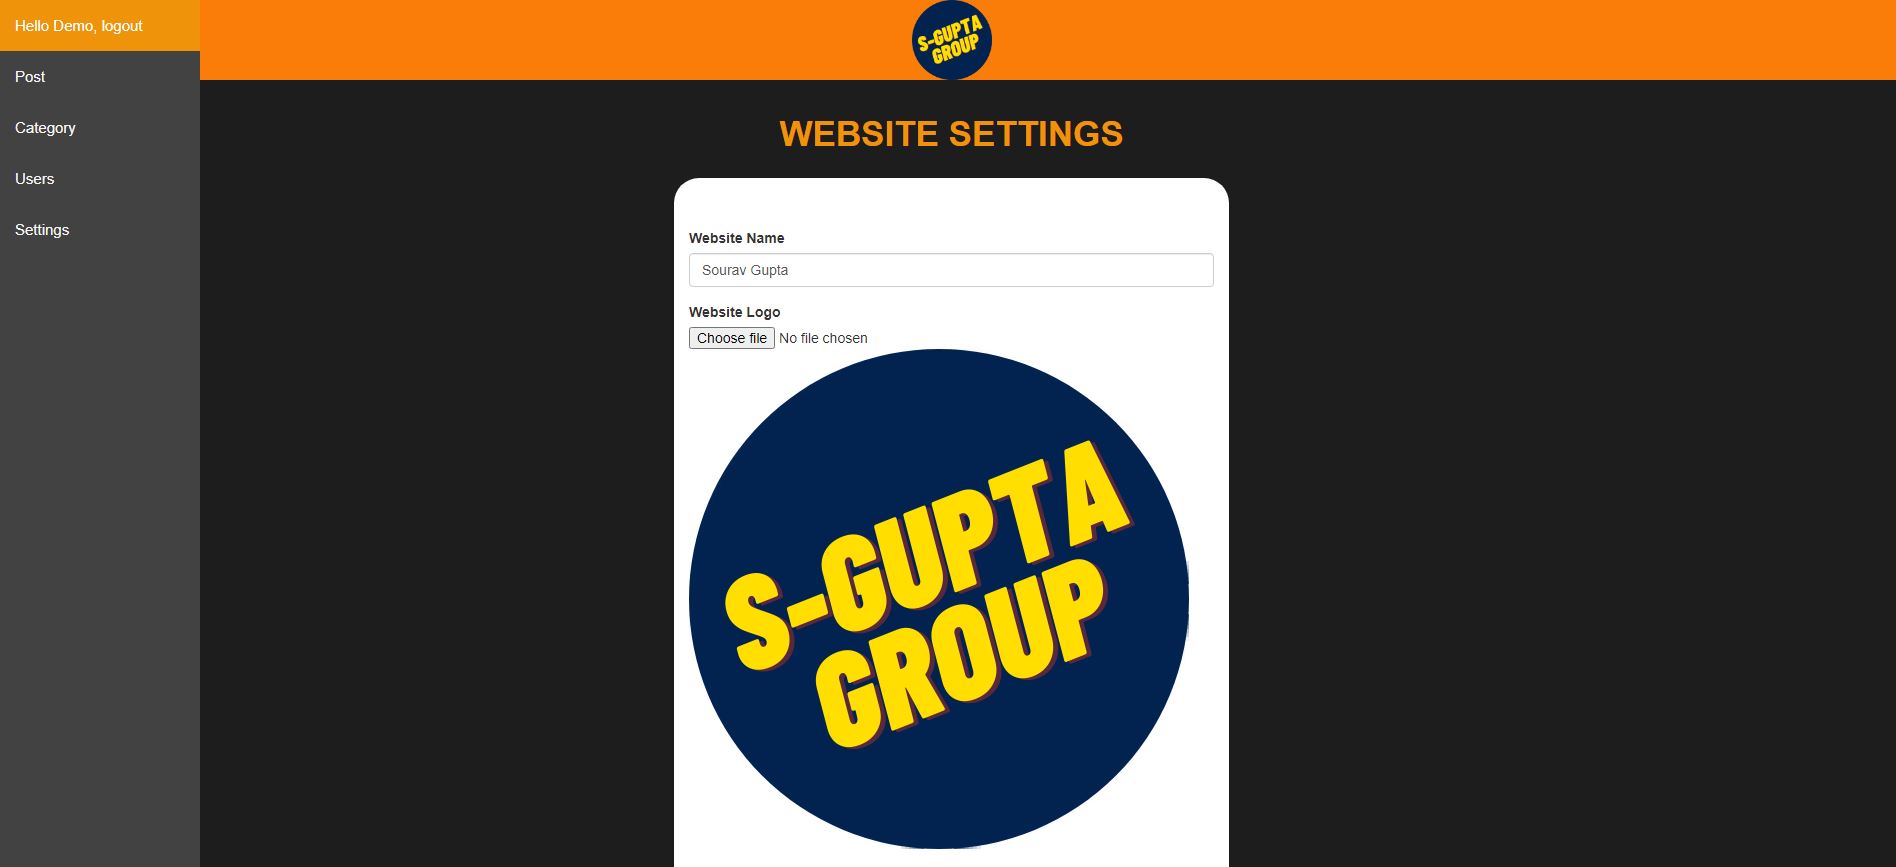 Hello Demo, logout
Post
Category
Users
Settings
S-GUPTA
GROUP
WEBSITE SETTINGS
Website Name
Sourav Gupta
Website Logo
Choose file No file chosen
S-GUPTA
GROUP